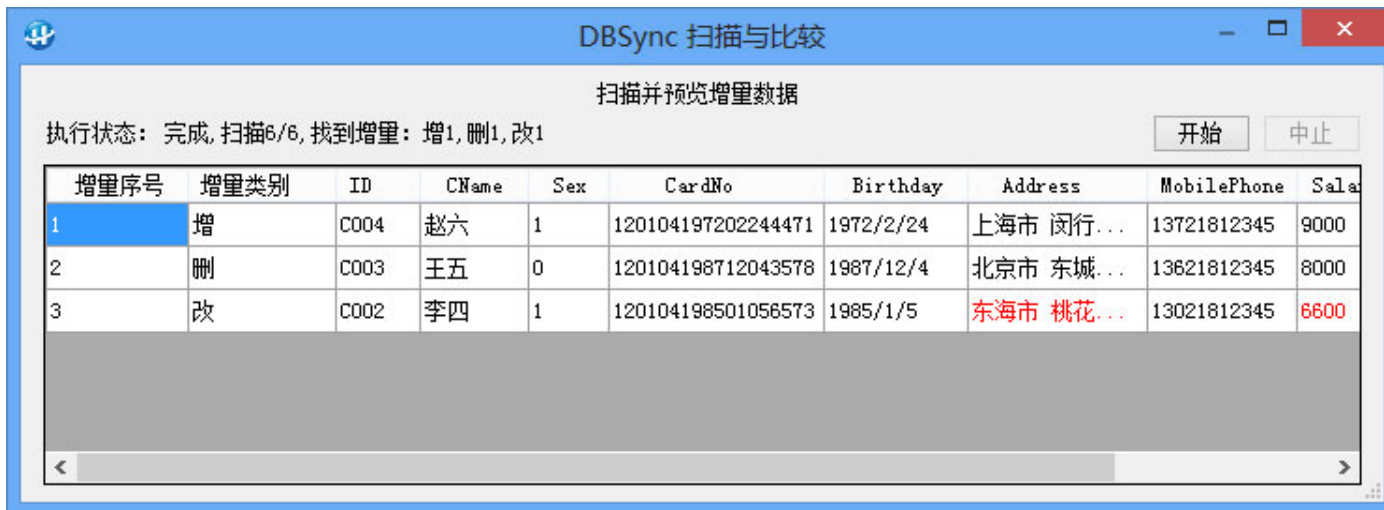 DBSync 扫描与比较
扫描并预览增量数据
执行状态: 完成,扫描6/6,找到增量: 增1,删1,改1 开始 中止
增量序号 增量类别 ID CName Sex CardNo Birthday Address MobilePhone Sala
1 增 C004 赵六 1 120104197202244471 1972/2/24 上海市 闵行... 13721812345 9000
2 删 C003 王五 0 120104198712043578 1987/12/4 北京市 东城... 13621812345 8000
3 改 C002 李四 1 120104198501056573 1985/1/5 东海市 桃花... 13021812345 6600